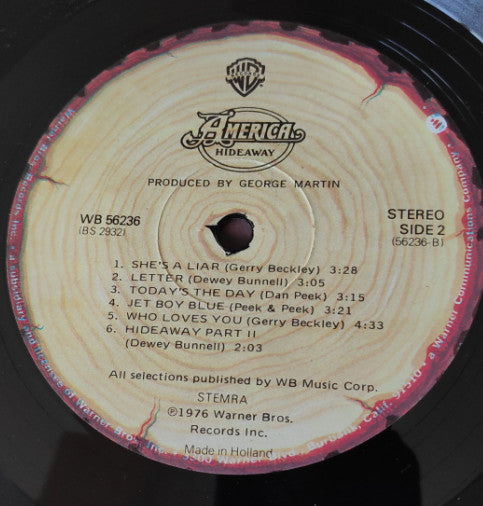 AMERICA
HIDEAWAY
PRODUCED BY GEORGE MARTIN
WB 56236
(BS 2932)
STEREO
SIDE 2
(56236-B)
1. SHE'S A LIAR (Gerry Beckley) 3:28
2. LETTER (Dewey Bunnell) 3:05
3. TODAY'S THE DAY (Dan Peek) 3:15
4. JET BOY BLUE (Peek & Peek) 3:21
5. WHO LOVES YOU (Gerry Beckley) 4:33
6. HIDEAWAY PART II
(Dewey Bunnell) 2:03
All selections published by WB Music Corp.
STEMRA
℗1976 Warner Bros.
Records Inc.
Made in Holland
a Warner Communications Company